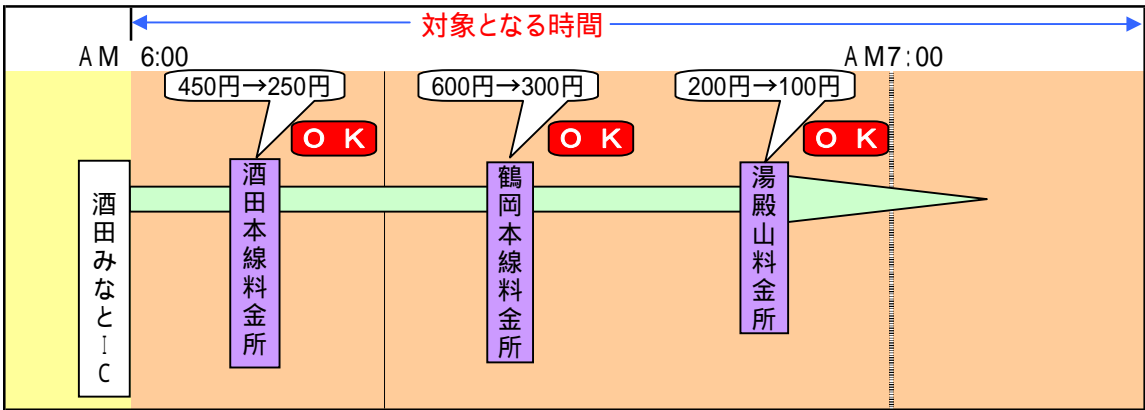 対象となる時間
AM 6:00
AM7:00
450円→250円
600円→300円
200円→100円
OK
OK
OK
酒田みなとIC
酒田本線料金所
鶴岡本線料金所
湯殿山料金所